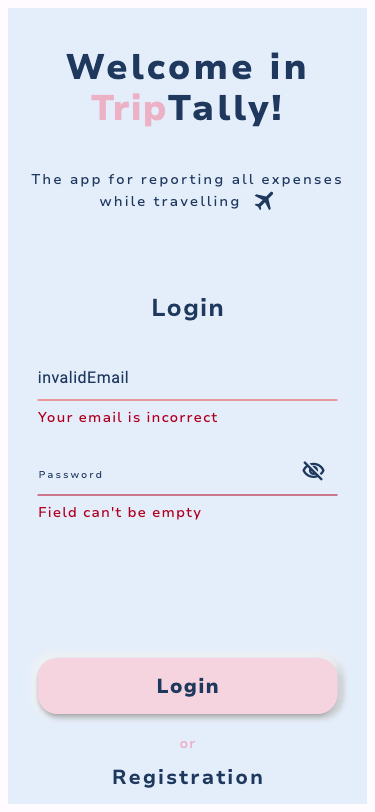 Welcome in
TripTally!
The app for reporting all expenses
while travelling
Login
invalidEmail
Your email is incorrect
Password
Field can't be empty
Login
or
Registration